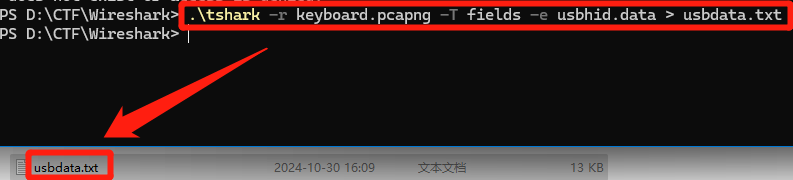 PS D:\CTF\Wireshark> .\tshark -r keyboard.pcapng -T fields -e usbhid.data > usbdata.txt
PS D:\CTF\Wireshark>
usbdata.txt 2024-10-30 16:09 文本文档 13 KB